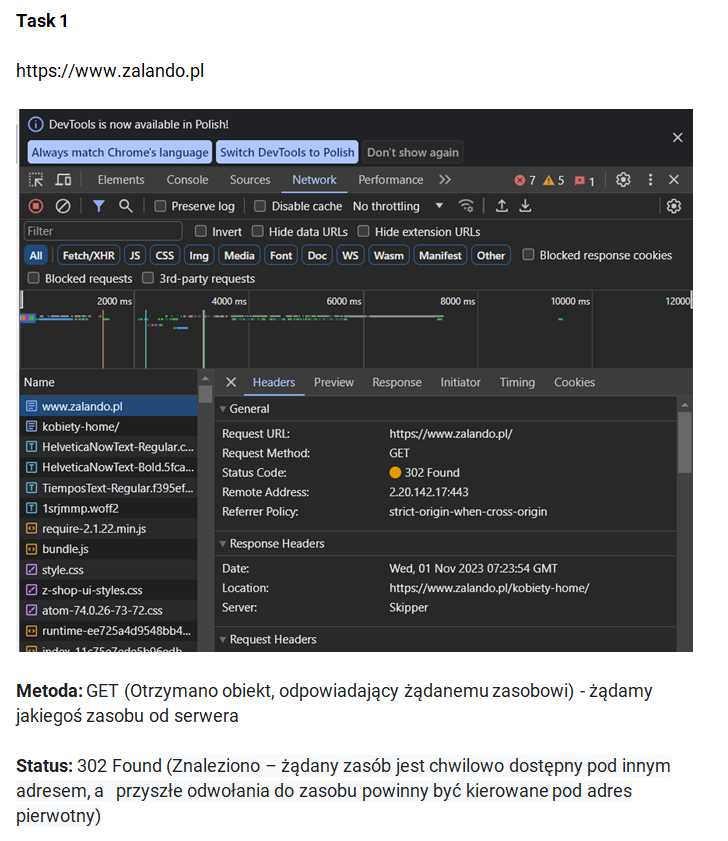 Task 1
https://www.zalando.pl
DevTools is now available in Polish!
Always match Chrome's language Switch DevTools to Polish Don't show again
Elements Console Sources Network Performance 7 5 1
Preserve log Disable cache No throttling
Filter Invert Hide data URLs Hide extension URLs
All Fetch/XHR JS CSS Img Media Font Doc WS Wasm Manifest Other Blocked response cookies
Blocked requests 3rd-party requests
2000 ms 4000 ms 6000 ms 8000 ms 10000 ms 12000
Name
www.zalando.pl
kobiety-home/
HelveticaNowText-Regular.c...
HelveticaNowText-Bold.5fca...
TiemposText-Regular.f395ef...
1srjmmp.woff2
require-2.1.22.min.js
bundle.js
style.css
z-shop-ui-styles.css
atom-74.0.26-73-72.css
runtime-ee725a4d9548bb4...
Headers Preview Response Initiator Timing Cookies
General
Request URL: https://www.zalando.pl/
Request Method: GET
Status Code: 302 Found
Remote Address: 2.20.142.17:443
Referrer Policy: strict-origin-when-cross-origin
Response Headers
Date: Wed, 01 Nov 2023 07:23:54 GMT
Location: https://www.zalando.pl/kobiety-home/
Server: Skipper
Request Headers
Metoda: GET (Otrzymano obiekt, odpowiadający żądanemu zasobowi) - żądamy
jakiegoś zasobu od serwera
Status: 302 Found (Znaleziono – żądany zasób jest chwilowo dostępny pod innym
adresem, a przyszłe odwołania do zasobu powinny być kierowane pod adres
pierwotny)